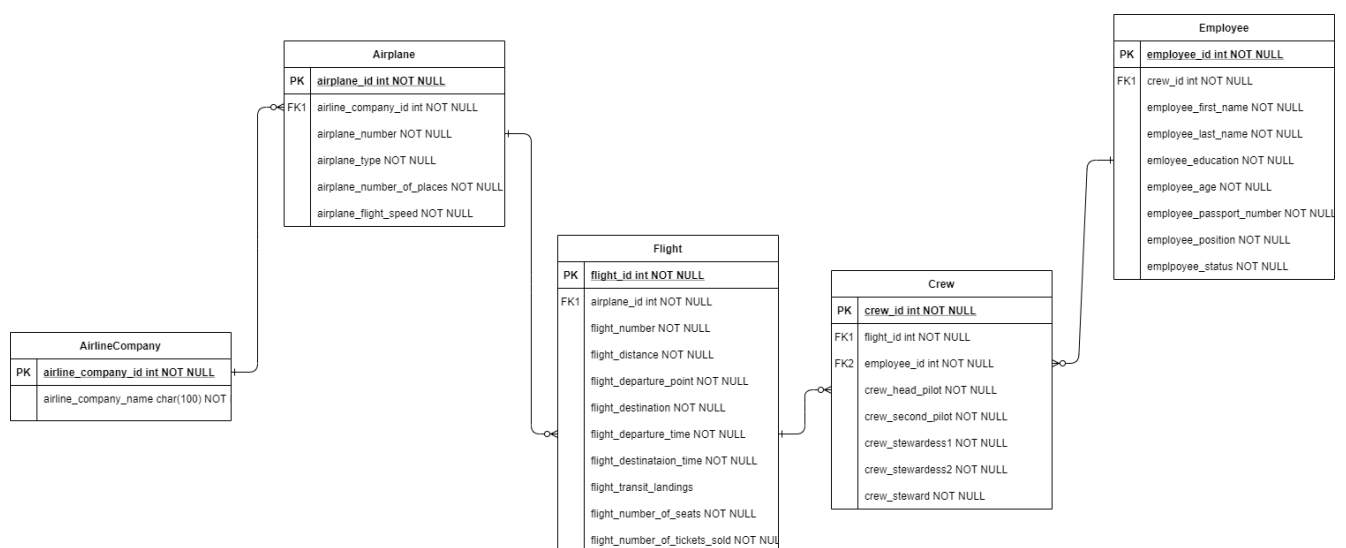 AirlineCompany
PK airline_company_id int NOT NULL
airline_company_name char(100) NOT
Airplane
PK airplane_id int NOT NULL
FK1 airline_company_id int NOT NULL
airplane_number NOT NULL
airplane_type NOT NULL
airplane_number_of_places NOT NULL
airplane_flight_speed NOT NULL
Flight
PK flight_id int NOT NULL
FK1 airplane_id int NOT NULL
flight_number NOT NULL
flight_distance NOT NULL
flight_departure_point NOT NULL
flight_destination NOT NULL
flight_departure_time NOT NULL
flight_destinataion_time NOT NULL
flight_transit_landings
flight_number_of_seats NOT NULL
flight_number_of_tickets_sold NOT NUL
Crew
PK crew_id int NOT NULL
FK1 flight_id int NOT NULL
FK2 employee_id int NOT NULL
crew_head_pilot NOT NULL
crew_second_pilot NOT NULL
crew_stewardess1 NOT NULL
crew_stewardess2 NOT NULL
crew_steward NOT NULL
Employee
PK employee_id int NOT NULL
FK1 crew_id int NOT NULL
employee_first_name NOT NULL
employee_last_name NOT NULL
emloyee_education NOT NULL
employee_age NOT NULL
employee_passport_number NOT NULL
employee_position NOT NULL
emplpoyee_status NOT NULL